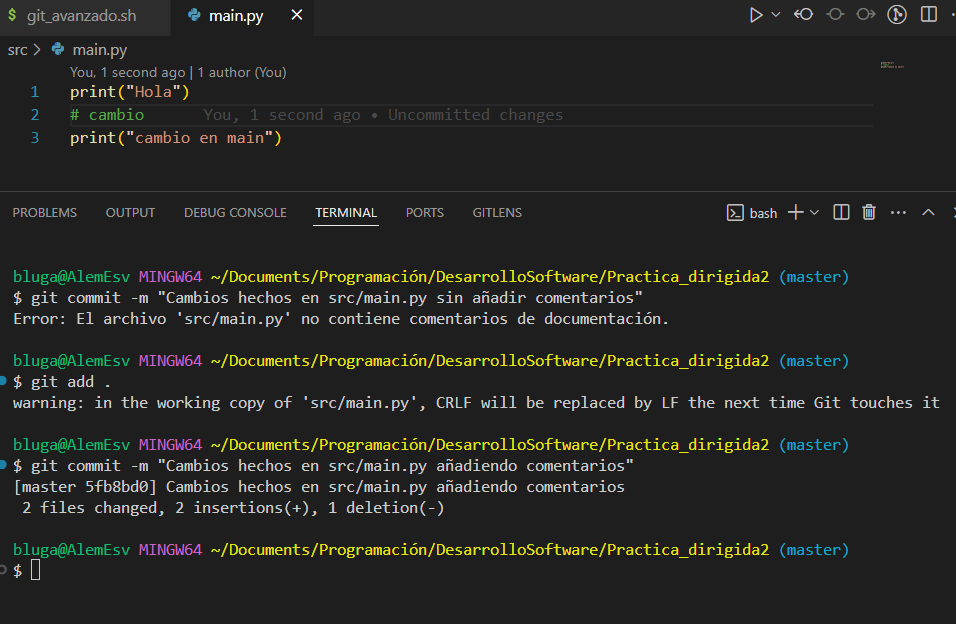 $ git_avanzado.sh main.py ×
src > main.py
You, 1 second ago | 1 author (You)
1 print("Hola")
2 # cambio You, 1 second ago • Uncommitted changes
3 print("cambio en main")
PROBLEMS OUTPUT DEBUG CONSOLE TERMINAL PORTS GITLENS bash
bluga@AlemEsv MINGW64 ~/Documents/Programación/DesarrolloSoftware/Practica_dirigida2 (master)
$ git commit -m "Cambios hechos en src/main.py sin añadir comentarios"
Error: El archivo 'src/main.py' no contiene comentarios de documentación.
bluga@AlemEsv MINGW64 ~/Documents/Programación/DesarrolloSoftware/Practica_dirigida2 (master)
$ git add .
warning: in the working copy of 'src/main.py', CRLF will be replaced by LF the next time Git touches it
bluga@AlemEsv MINGW64 ~/Documents/Programación/DesarrolloSoftware/Practica_dirigida2 (master)
$ git commit -m "Cambios hechos en src/main.py añadiendo comentarios"
[master 5fb8bd0] Cambios hechos en src/main.py añadiendo comentarios
2 files changed, 2 insertions(+), 1 deletion(-)
bluga@AlemEsv MINGW64 ~/Documents/Programación/DesarrolloSoftware/Practica_dirigida2 (master)
$